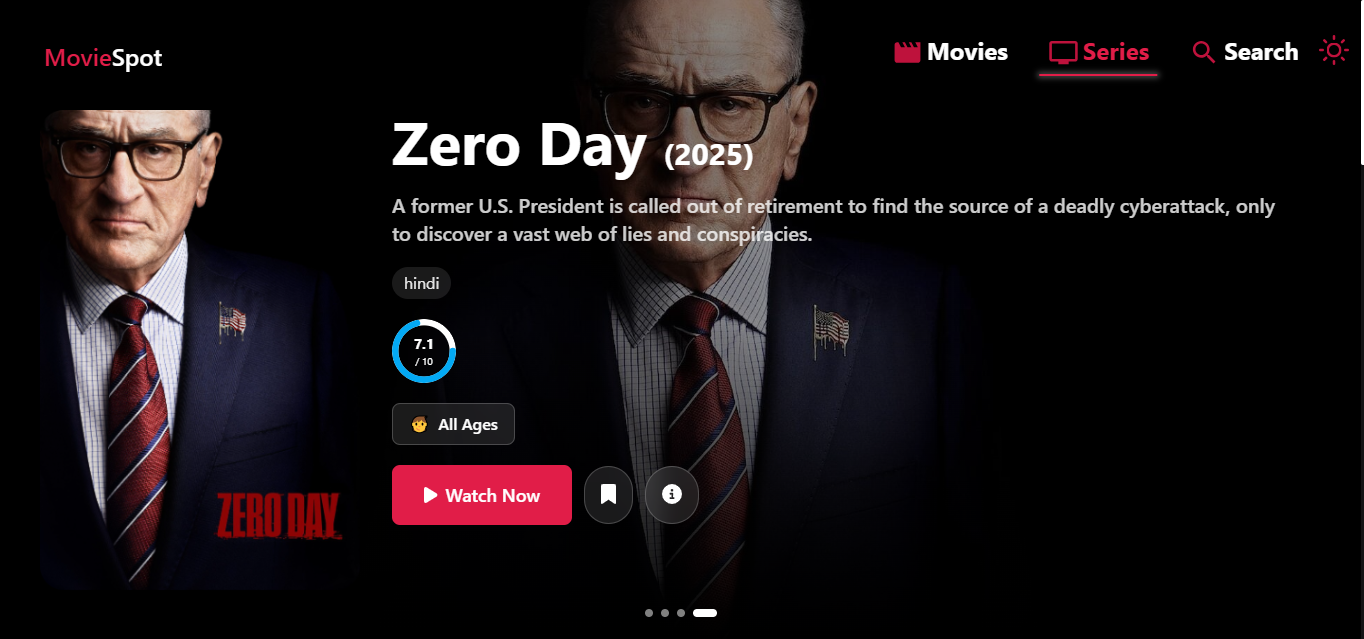 MovieSpot
Movies
Series
Search
Zero Day (2025)
A former U.S. President is called out of retirement to find the source of a deadly cyberattack, only
to discover a vast web of lies and conspiracies.
hindi
7.1
/ 10
All Ages
Watch Now
ZERO DAY